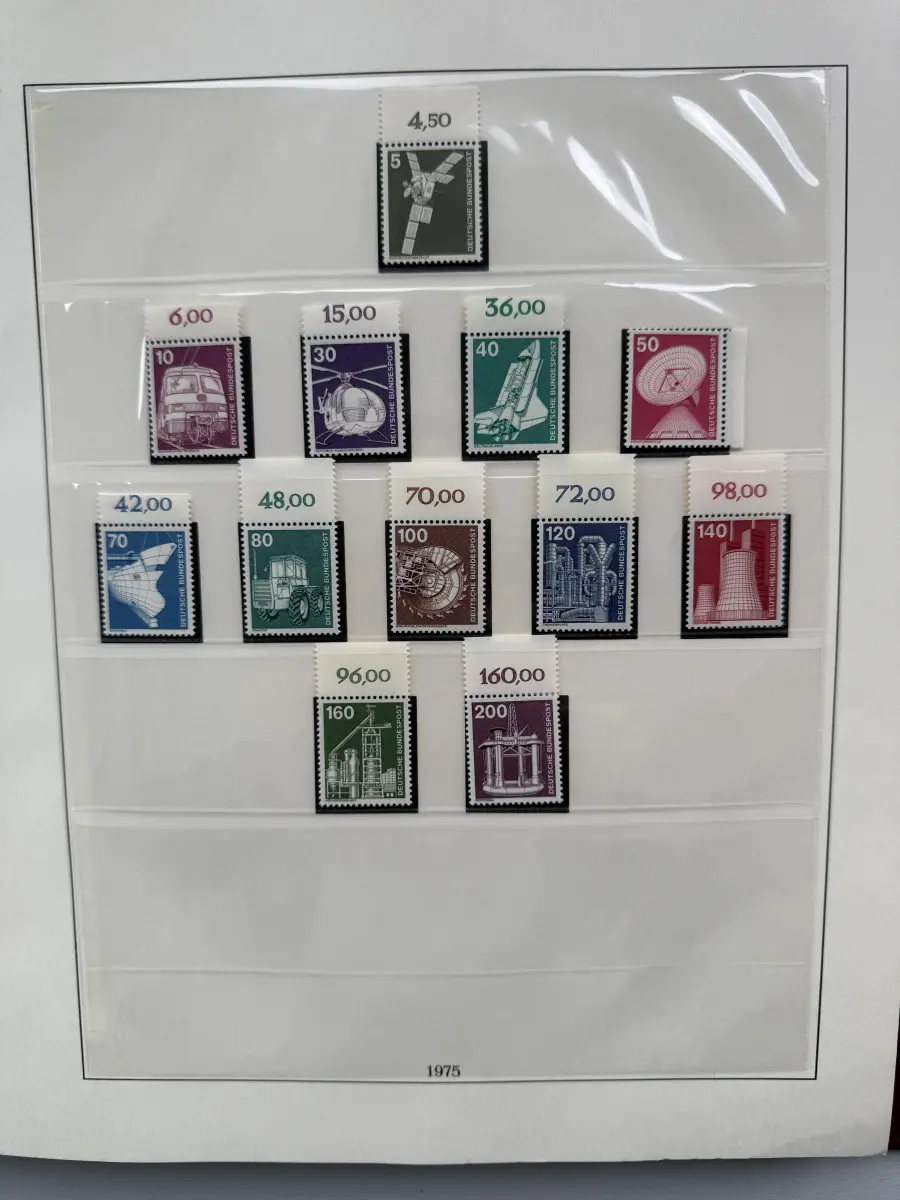 4,50
5
DEUTSCHE BUNDESPOST
6,00
10
DEUTSCHE BUNDESPOST
15,00
30
DEUTSCHE BUNDESPOST
36,00
40
DEUTSCHE BUNDESPOST
50
DEUTSCHE BUNDESPOST
42,00
70
DEUTSCHE BUNDESPOST
48,00
80
DEUTSCHE BUNDESPOST
70,00
100
DEUTSCHE BUNDESPOST
72,00
120
DEUTSCHE BUNDESPOST
98,00
140
DEUTSCHE BUNDESPOST
96,00
160
DEUTSCHE BUNDESPOST
160,00
200
DEUTSCHE BUNDESPOST
1975